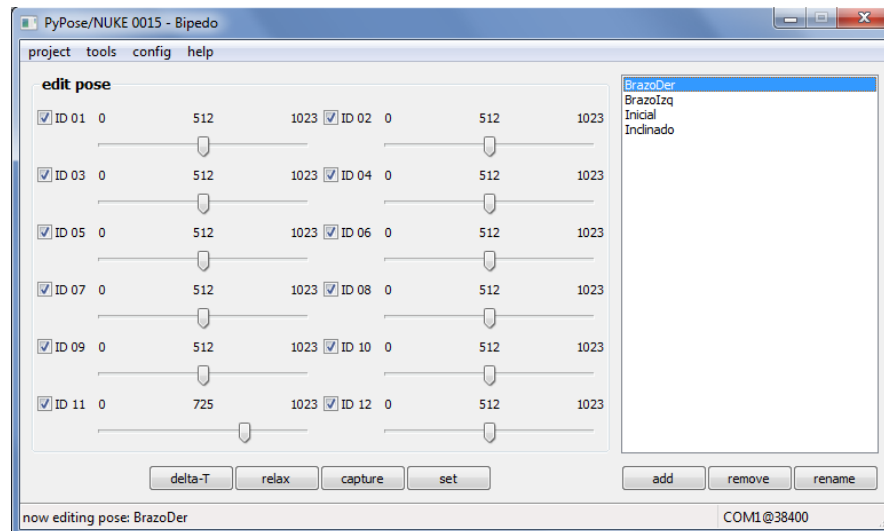 PyPose/NUKE 0015 - Bipedo
project tools config help
edit pose
ID 01 0 512 1023 ID 02 0 512 1023
ID 03 0 512 1023 ID 04 0 512 1023
ID 05 0 512 1023 ID 06 0 512 1023
ID 07 0 512 1023 ID 08 0 512 1023
ID 09 0 512 1023 ID 10 0 512 1023
ID 11 0 725 1023 ID 12 0 512 1023
delta-T relax capture set
BrazoDer
BrazoIzq
Inicial
Inclinado
add remove rename
now editing pose: BrazoDer COM1@38400